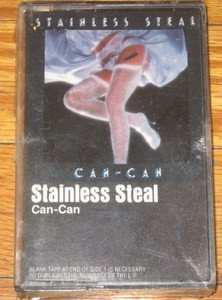 STAINLESS STEAL
CAN-CAN
Stainless Steal
Can-Can
BLANK TAPE AT END OF SIDE 1 IS NECESSARY
TO DUPLICATE THE SEQUENCE OF THE L.P.